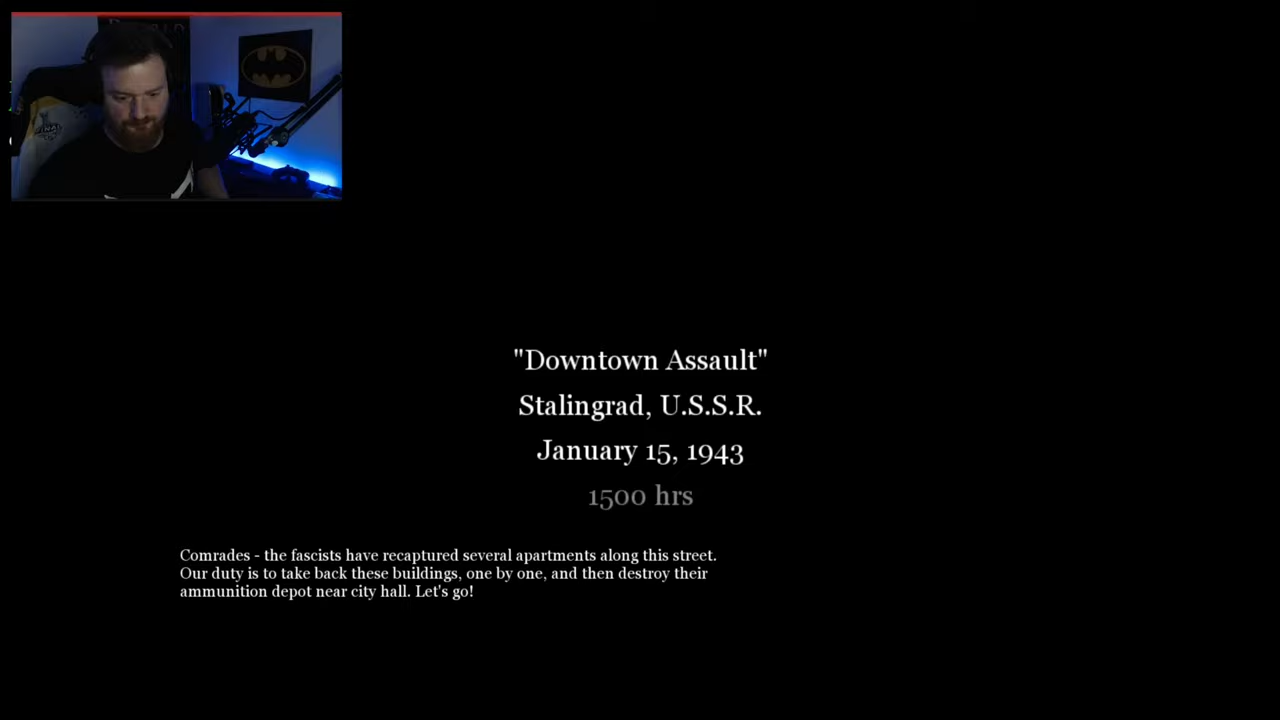 "Downtown Assault"
Stalingrad, U.S.S.R.
January 15, 1943
1500 hrs
Comrades - the fascists have recaptured several apartments along this street.
Our duty is to take back these buildings, one by one, and then destroy their
ammunition depot near city hall. Let's go!